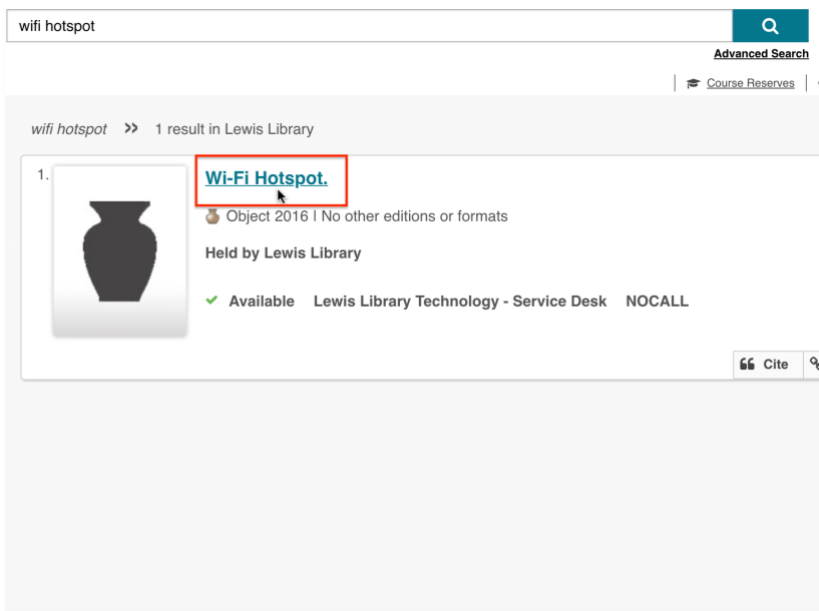 wifi hotspot
Advanced Search
Course Reserves
wifi hotspot >> 1 result in Lewis Library
1.
Wi-Fi Hotspot.
Object 2016 | No other editions or formats
Held by Lewis Library
Available Lewis Library Technology - Service Desk NOCALL
Cite